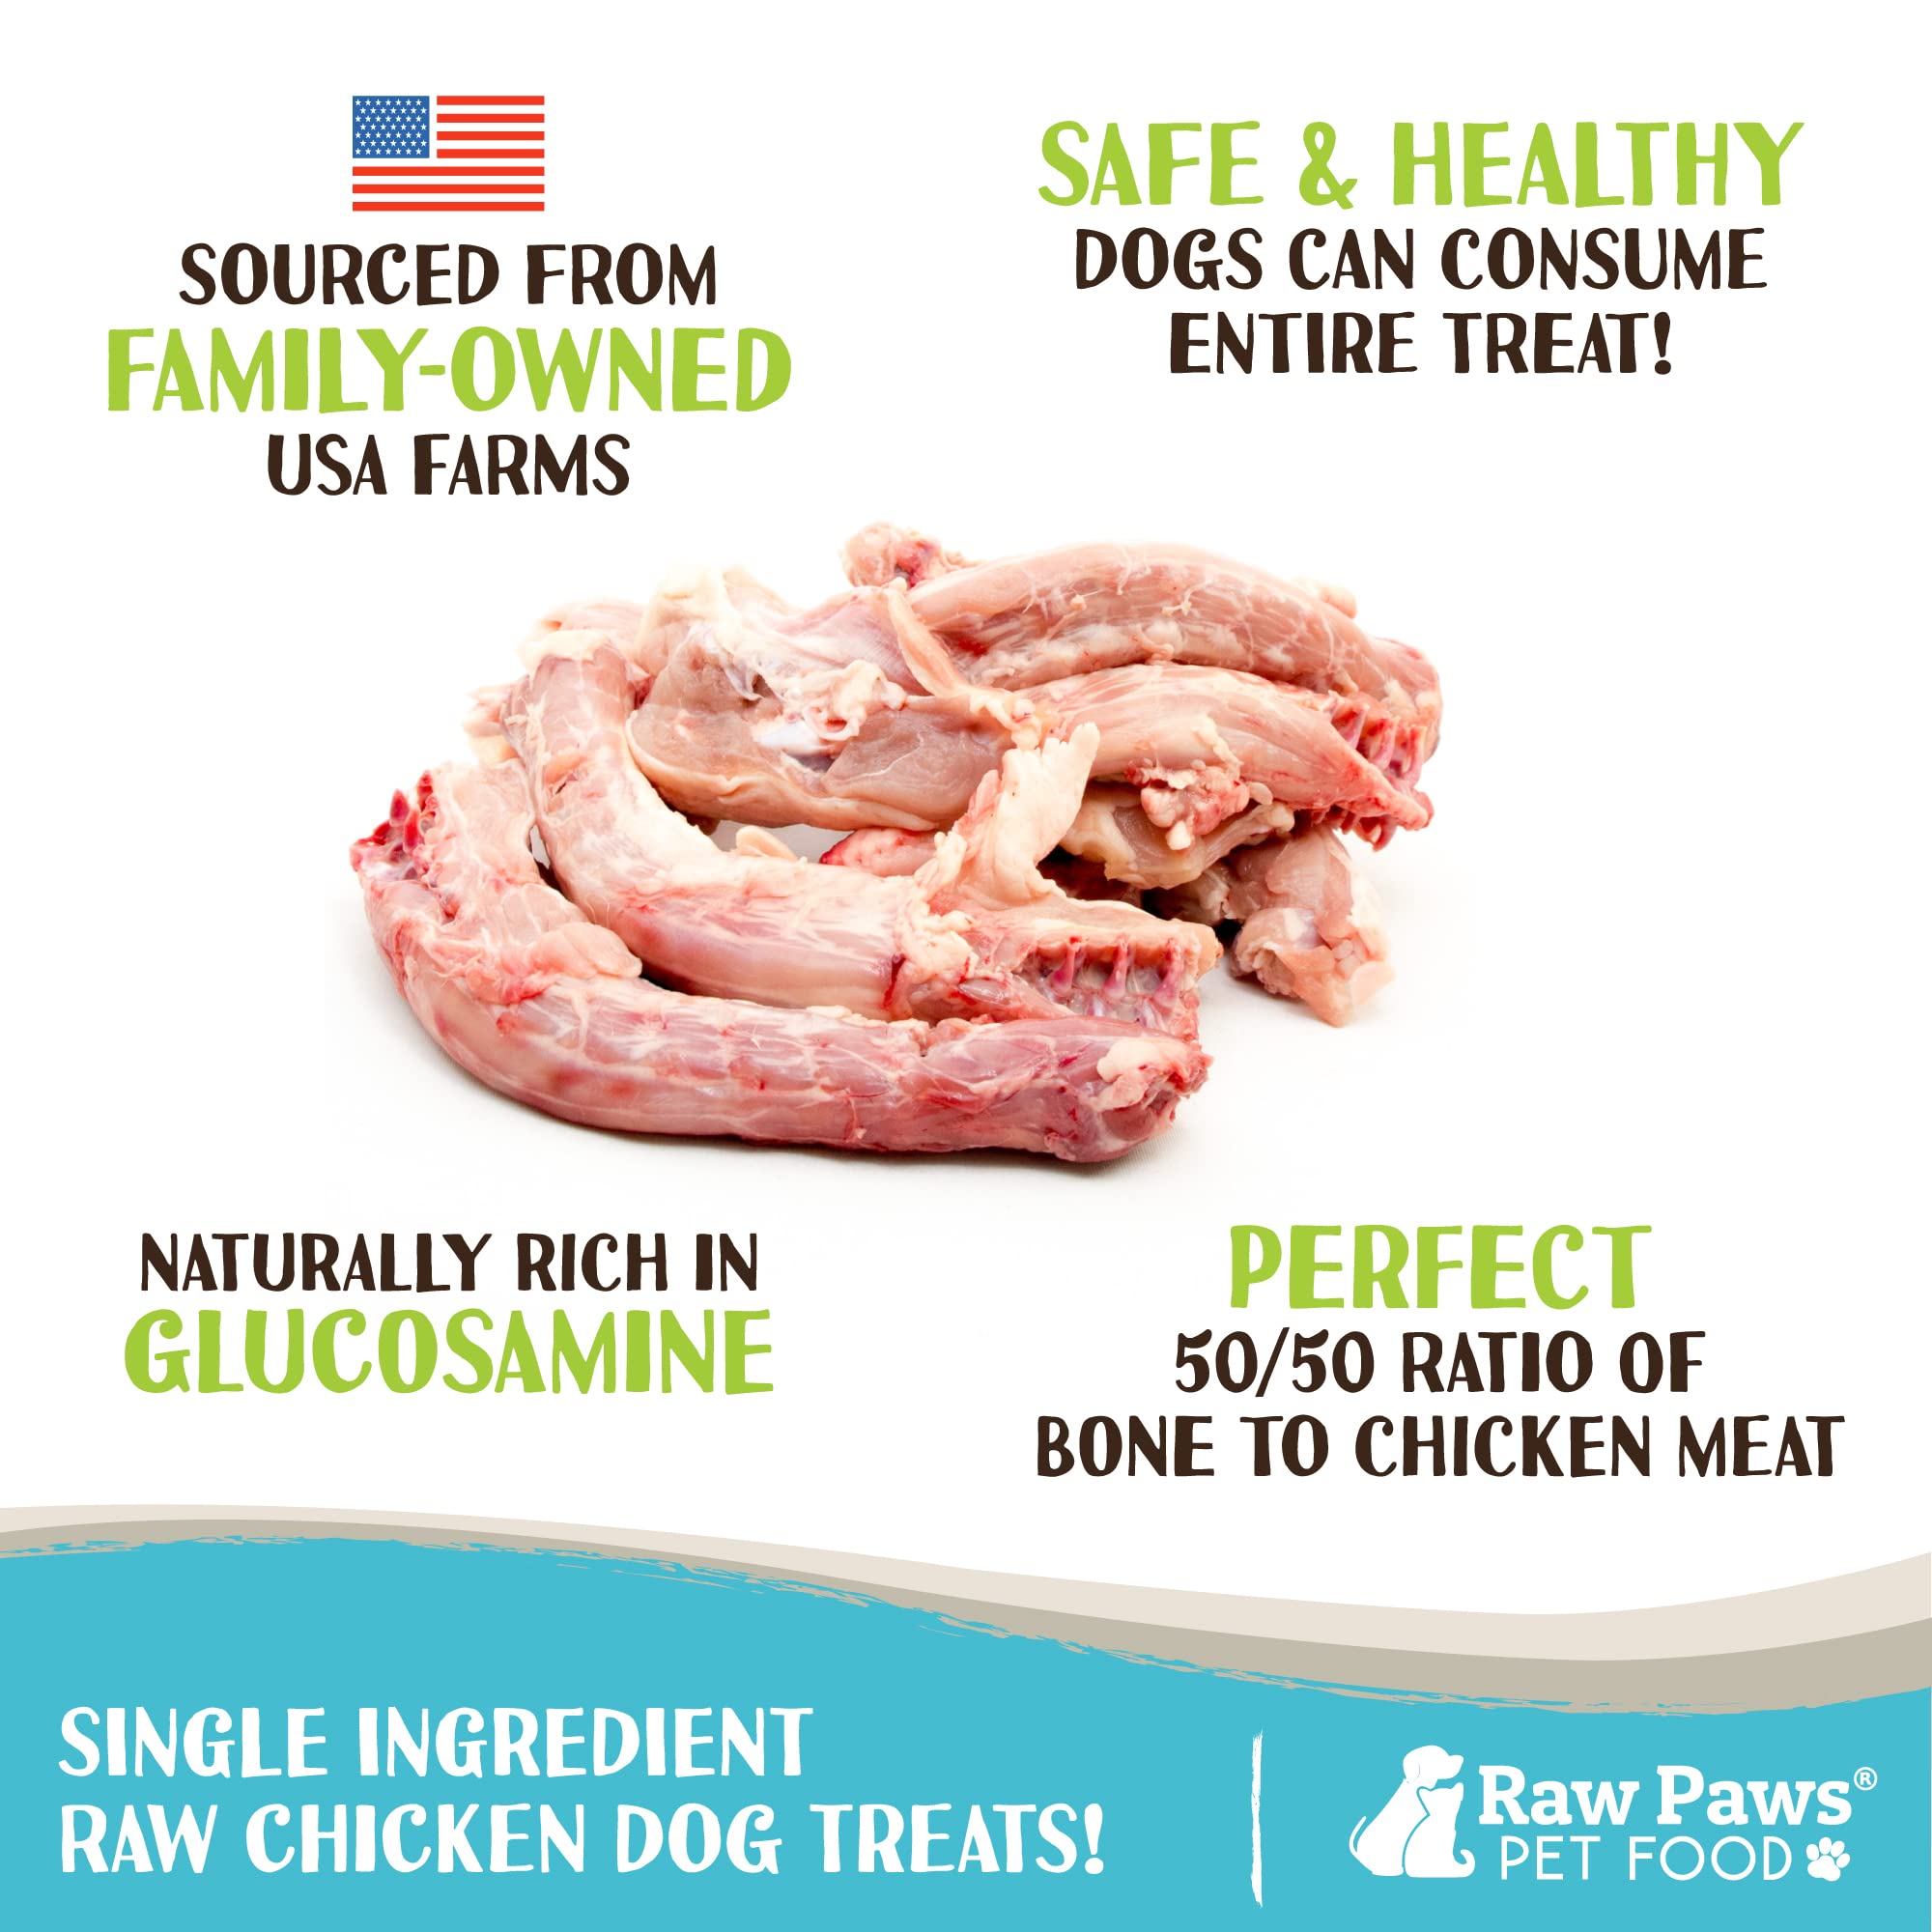 SOURCED FROM
FAMILY-OWNED
USA FARMS
SAFE & HEALTHY
DOGS CAN CONSUME
ENTIRE TREAT!
NATURALLY RICH IN
GLUCOSAMINE
PERFECT
50/50 RATIO OF
BONE TO CHICKEN MEAT
SINGLE INGREDIENT
RAW CHICKEN DOG TREATS!
Raw Paws®
PET FOOD